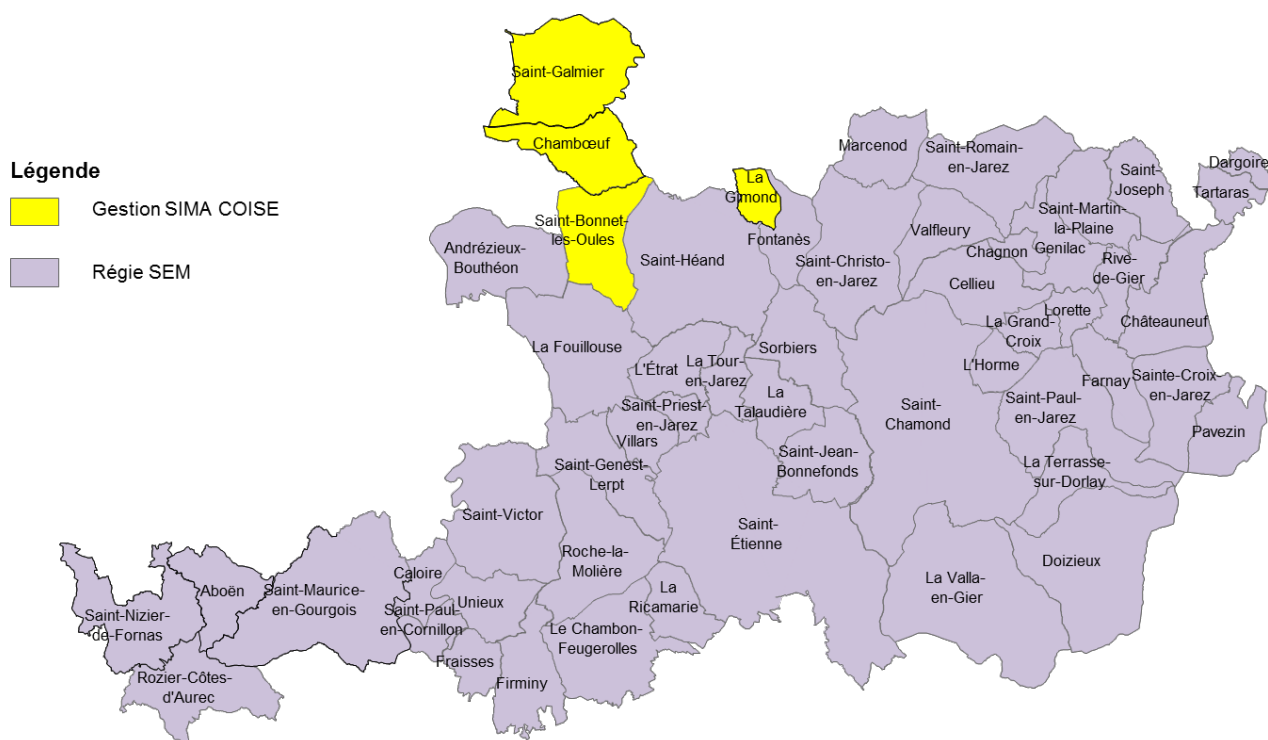 Légende
Gestion SIMA COISE
Régie SEM
Saint-Galmier
Chambœuf
Saint-Bonnet-
les-Oules
La
Gimond
Marcenod
Saint-Romain-
en-Jarez
Saint-
Joseph
Dargoire
Tartaras
Andrézieux-
Bouthéon
Saint-Héand
Fontanès
Saint-Christo-
en-Jarez
Valfleury
Saint-Martin-
la-Plaine
Genilac
Chagnon
Cellieu
Rive-
de-Gier
Châteauneuf
La Fouillouse
L'Étrat
La Tour-
en-Jarez
Sorbiers
La Grand-
Croix
Lorette
L'Horme
La
Talaudière
Saint-Priest-
en-Jarez
Villars
Saint-Chamond
Saint-Paul-
en-Jarez
Farnay
Sainte-Croix-
en-Jarez
Pavezin
Saint-Genest-
Lerpt
Saint-Jean-
Bonnefonds
La Terrasse-
sur-Dorlay
Saint-Victor
Saint-
Étienne
Roche-la-
Molière
Doizieux
La Valla-
en-Gier
Saint-Nizier-
de-Fornas
Aboën
Saint-Maurice-
en-Gourgois
Caloire
Saint-Paul-
en-Cornillon
Unieux
La
Ricamarie
Le Chambon-
Feugerolles
Fraisses
Firminy
Rozier-Côtes-
d'Aurec